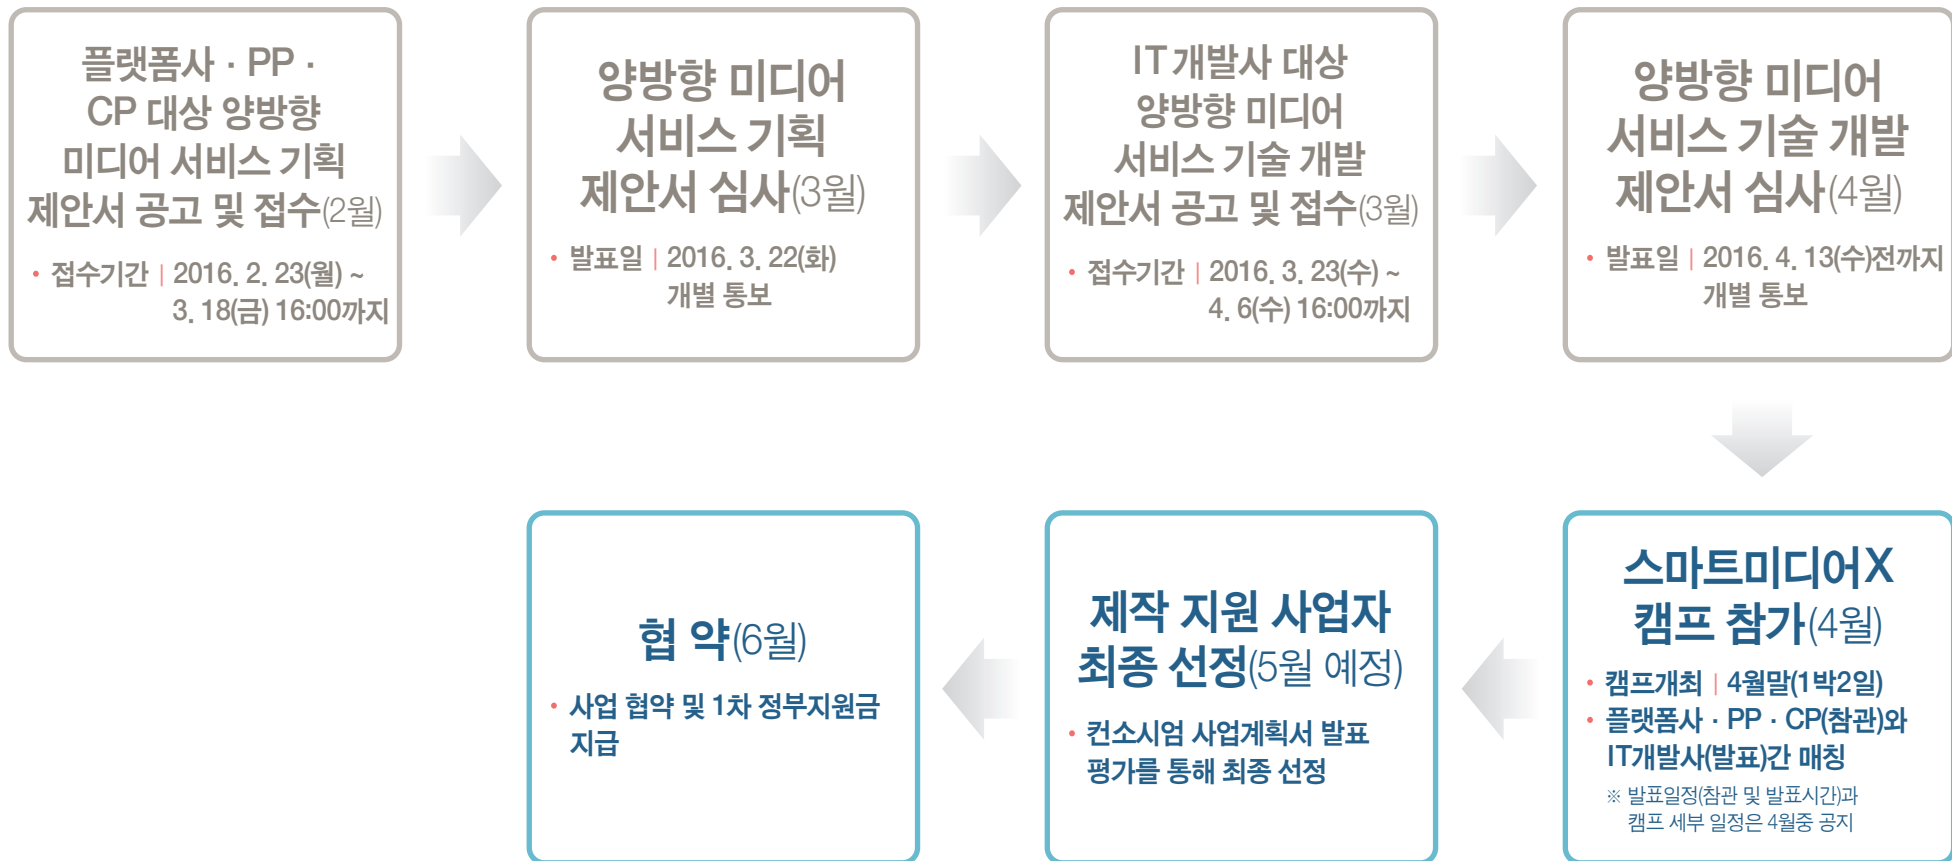 플랫폼사 · PP ·
CP 대상 양방향
미디어 서비스 기획
제안서 공고 및 접수(2월)
• 접수기간 | 2016. 2. 23(월) ~
3. 18(금) 16:00까지
양방향 미디어
서비스 기획
제안서 심사(3월)
• 발표일 | 2016. 3. 22(화)
개별 통보
IT개발사 대상
양방향 미디어
서비스 기술 개발
제안서 공고 및 접수(3월)
• 접수기간 | 2016. 3. 23(수) ~
4. 6(수) 16:00까지
양방향 미디어
서비스 기술 개발
제안서 심사(4월)
• 발표일 | 2016. 4. 13(수)전까지
개별 통보
스마트미디어X
캠프 참가(4월)
• 캠프개최 | 4월말(1박2일)
• 플랫폼사 · PP · CP(참관)와
IT개발사(발표)간 매칭
※ 발표일정(참관 및 발표시간)과
캠프 세부 일정은 4월중 공지
제작 지원 사업자
최종 선정(5월 예정)
• 컨소시엄 사업계획서 발표
평가를 통해 최종 선정
협 약(6월)
• 사업 협약 및 1차 정부지원금
지급